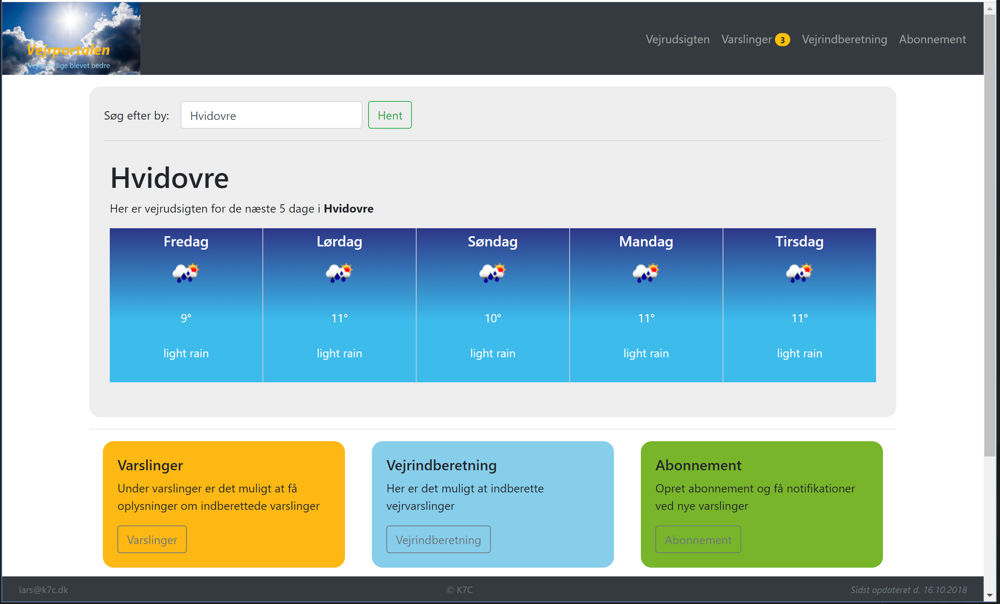 Vejrportalen
Vejret er lige blevet bedre
Vejrudsigten Varslinger 3 Vejrindberetning Abonnement
Søg efter by: Hvidovre Hent
Hvidovre
Her er vejrudsigten for de næste 5 dage i Hvidovre
Fredag Lørdag Søndag Mandag Tirsdag
9° 11° 10° 11° 11°
light rain light rain light rain light rain light rain
Varslinger
Under varslinger er det muligt at få
oplysninger om indberettede varslinger
Varslinger
Vejrindberetning
Her er det muligt at indberette
vejrvarslinger
Vejrindberetning
Abonnement
Opret abonnement og få notifikationer
ved nye varslinger
Abonnement
lars@k7c.dk © K7C Sidst opdateret d. 16.10.2018